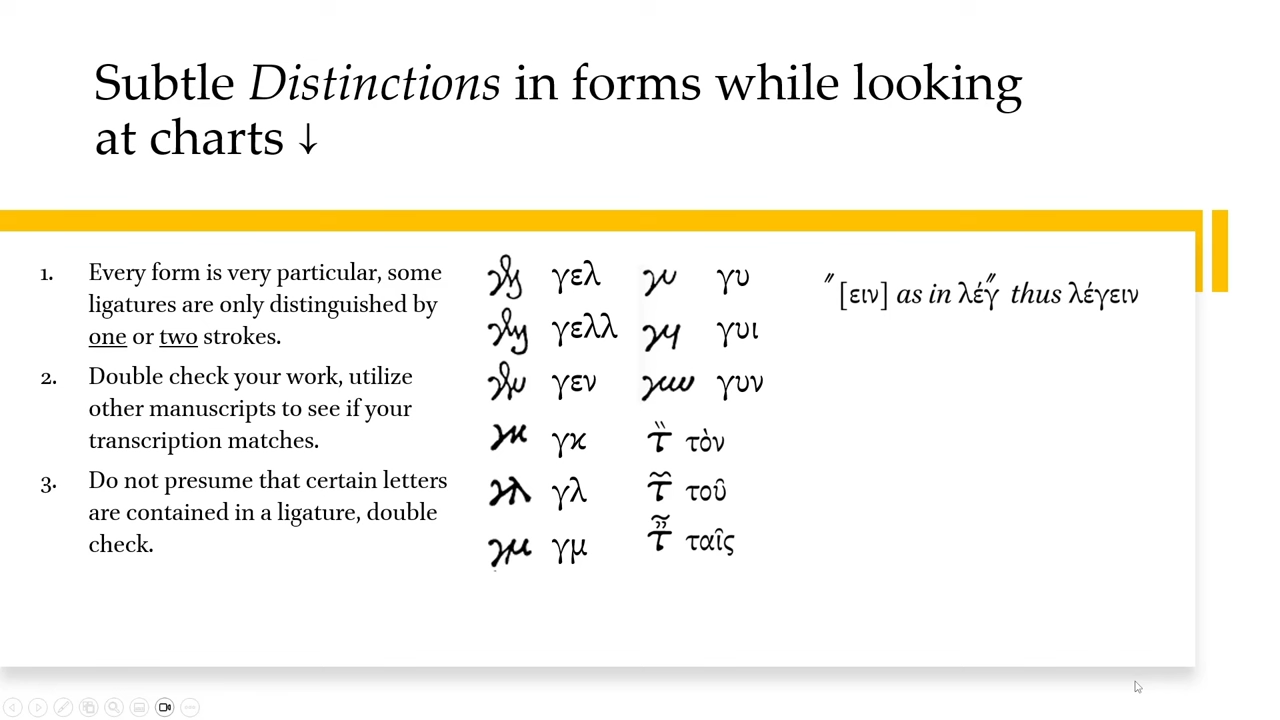 Subtle Distinctions in forms while looking
at charts ↓
1. Every form is very particular, some
ligatures are only distinguished by
one or two strokes.
2. Double check your work, utilize
other manuscripts to see if your
transcription matches.
3. Do not presume that certain letters
are contained in a ligature, double
check.
γελ γυ
γελλ γυι
γεν γυν
γκ τὸν
γλ τοῦ
γμ ταῖς
〃 [ειν] as in λέγ〃 thus λέγειν